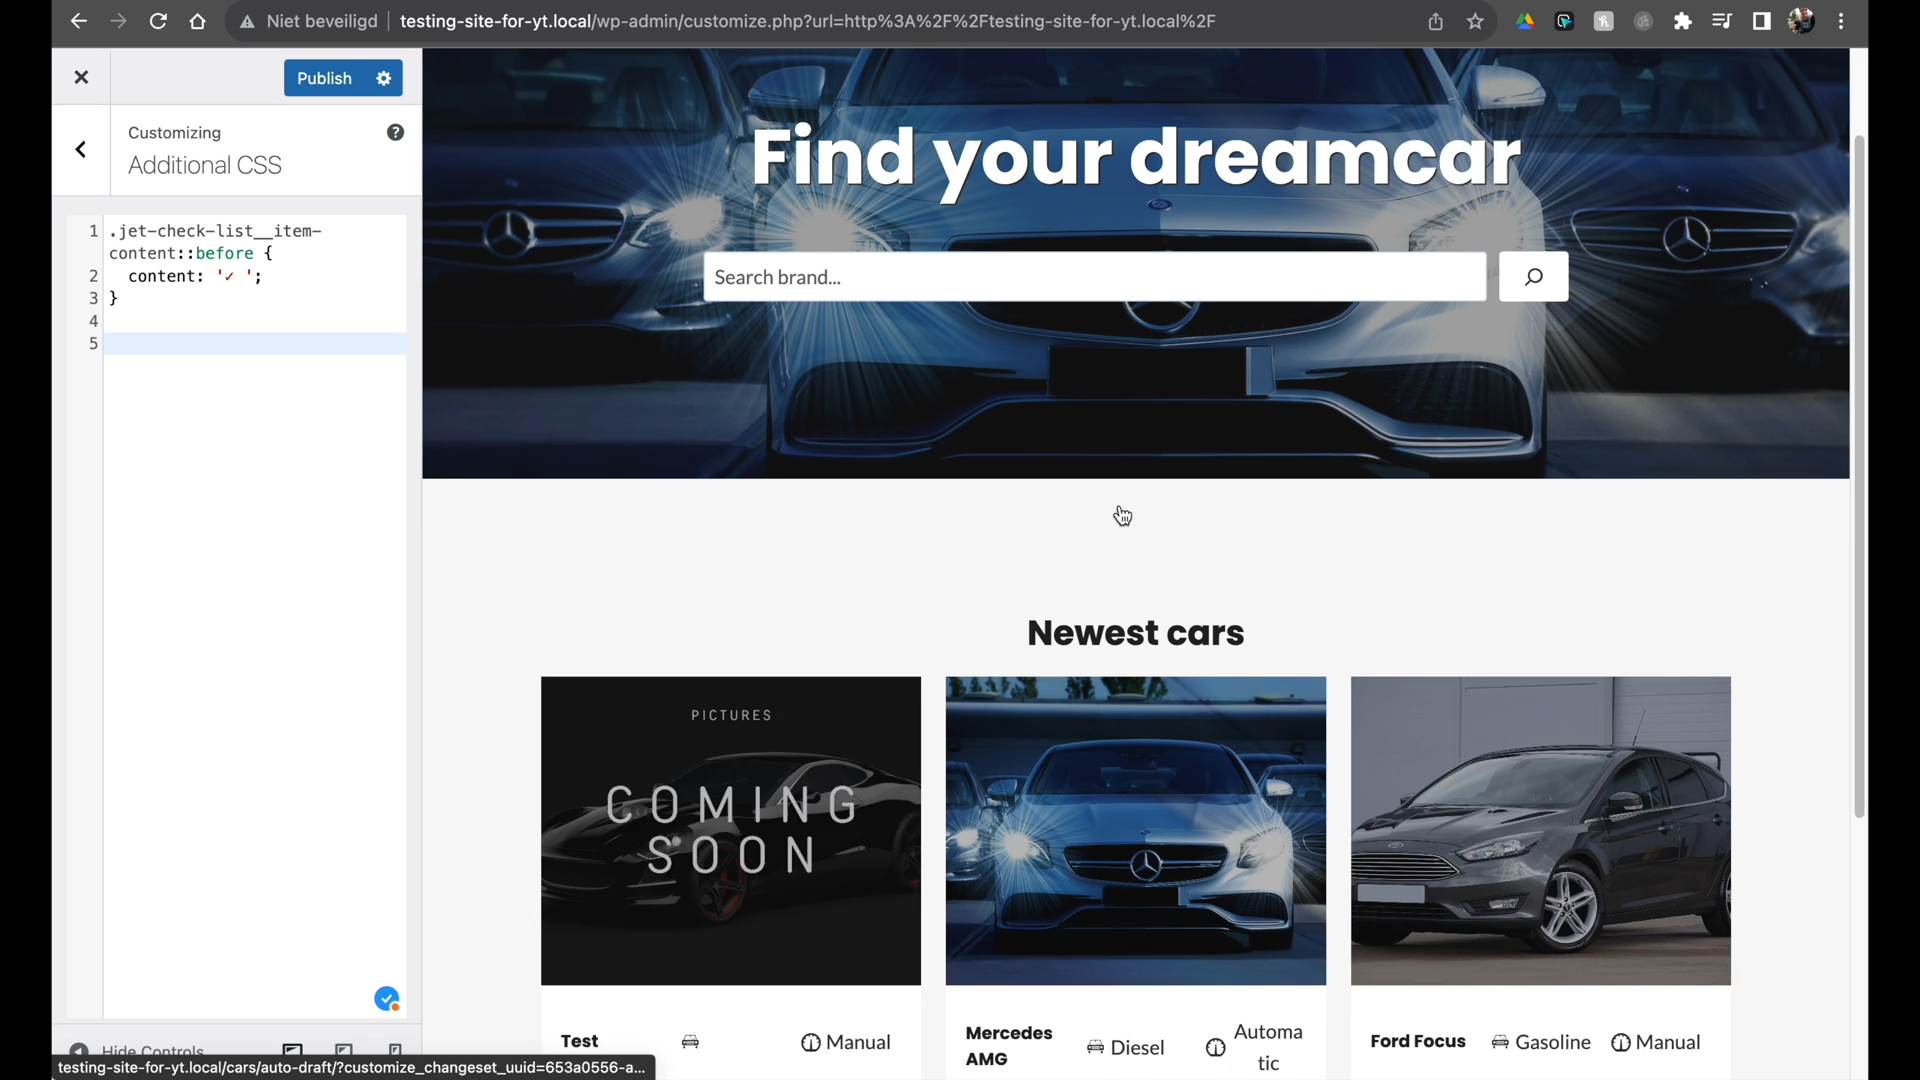 Niet beveiligd testing-site-for-yt.local/wp-admin/customize.php?url=http%3A%2F%2Ftesting-site-for-yt.local%2F
Publish
Customizing
Additional CSS
1 .jet-check-list__item-
content::before {
2 content: '✓ ';
3 }
4
5
Hide Controls
testing-site-for-yt.local/cars/auto-draft/?customize_changeset_uuid=653a0556-a...
Find your dreamcar
Search brand...
Newest cars
PICTURES
COMING
SOON
Test Manual
Mercedes
AMG
Diesel
Automa
tic
Ford Focus Gasoline Manual